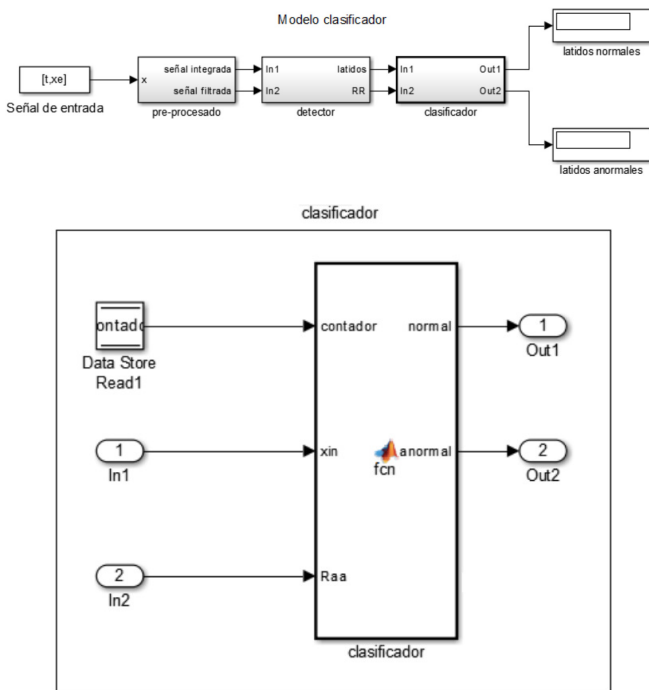 Modelo clasificador
[t,xe]
Señal de entrada
x
señal integrada
señal filtrada
pre-procesado
In1
In2
latidos
RR
detector
In1
In2
Out1
Out2
clasificador
latidos normales
latidos anormales
clasificador
ontado
Data Store
Read1
1
In1
2
In2
contador
xin
Raa
normal
anormal
fcn
clasificador
1
Out1
2
Out2